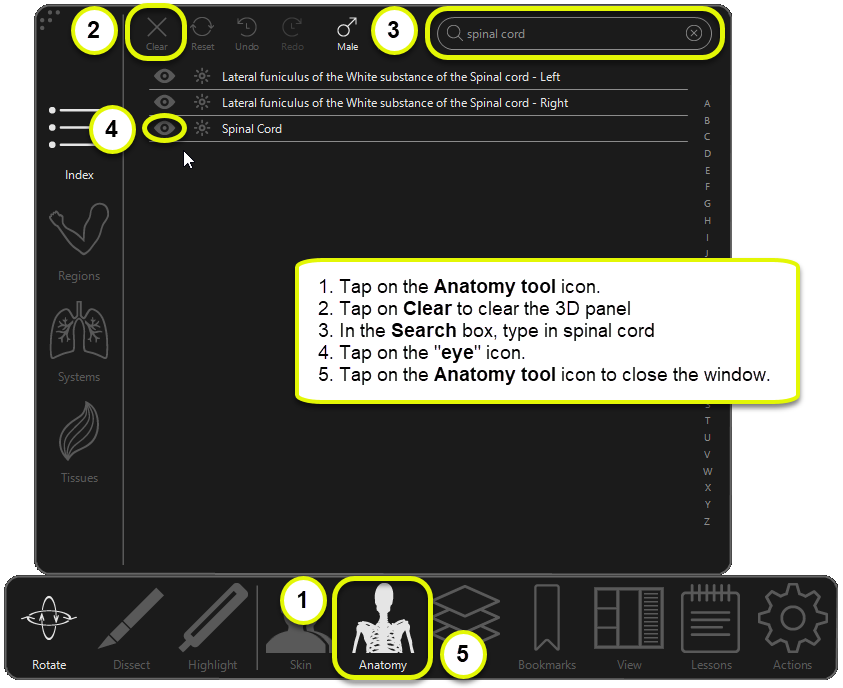 2
Clear
Reset
Undo
Redo
Male
3
spinal cord
Lateral funiculus of the White substance of the Spinal cord - Left
Lateral funiculus of the White substance of the Spinal cord - Right
4
Spinal Cord
Index
Regions
Systems
Tissues
A
B
C
D
E
F
G
H
I
J
1. Tap on the Anatomy tool icon.
2. Tap on Clear to clear the 3D panel
3. In the Search box, type in spinal cord
4. Tap on the "eye" icon.
5. Tap on the Anatomy tool icon to close the window.
S
T
U
V
W
X
Y
Z
1
5
Rotate
Dissect
Highlight
Skin
Anatomy
Bookmarks
View
Lessons
Actions